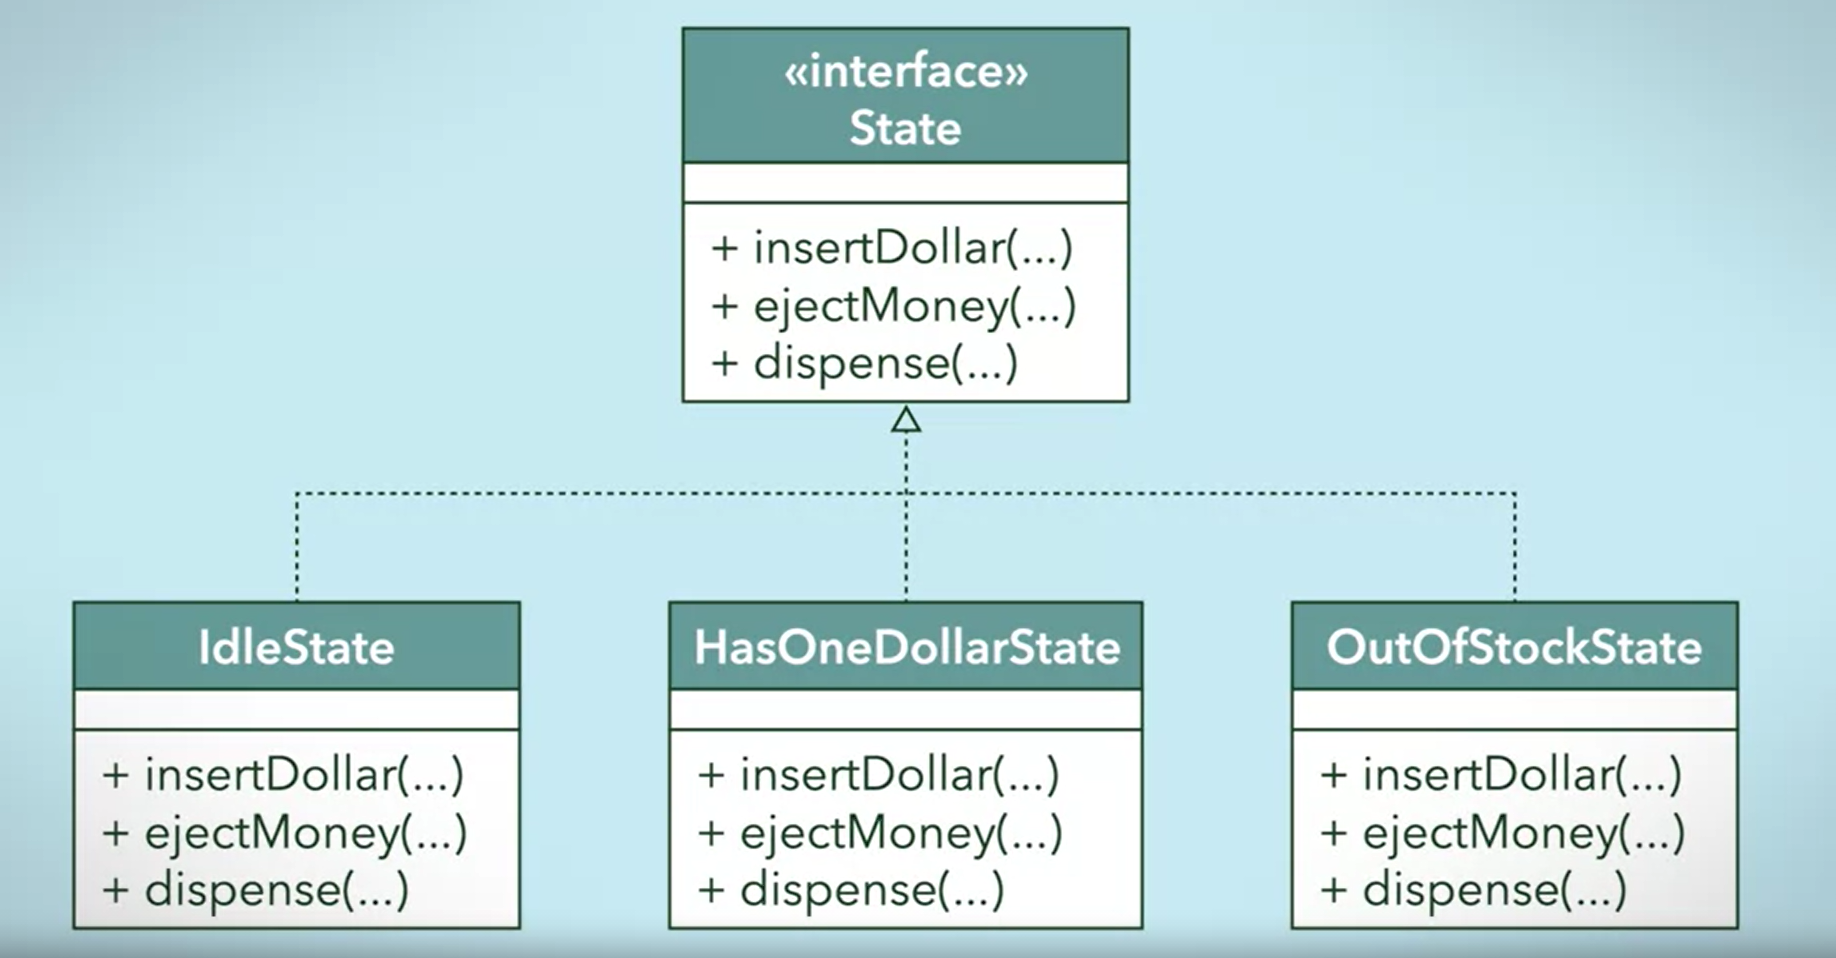 «interface»
State
+ insertDollar(...)
+ ejectMoney(...)
+ dispense(...)
IdleState
+ insertDollar(...)
+ ejectMoney(...)
+ dispense(...)
HasOneDollarState
+ insertDollar(...)
+ ejectMoney(...)
+ dispense(...)
OutOfStockState
+ insertDollar(...)
+ ejectMoney(...)
+ dispense(...)